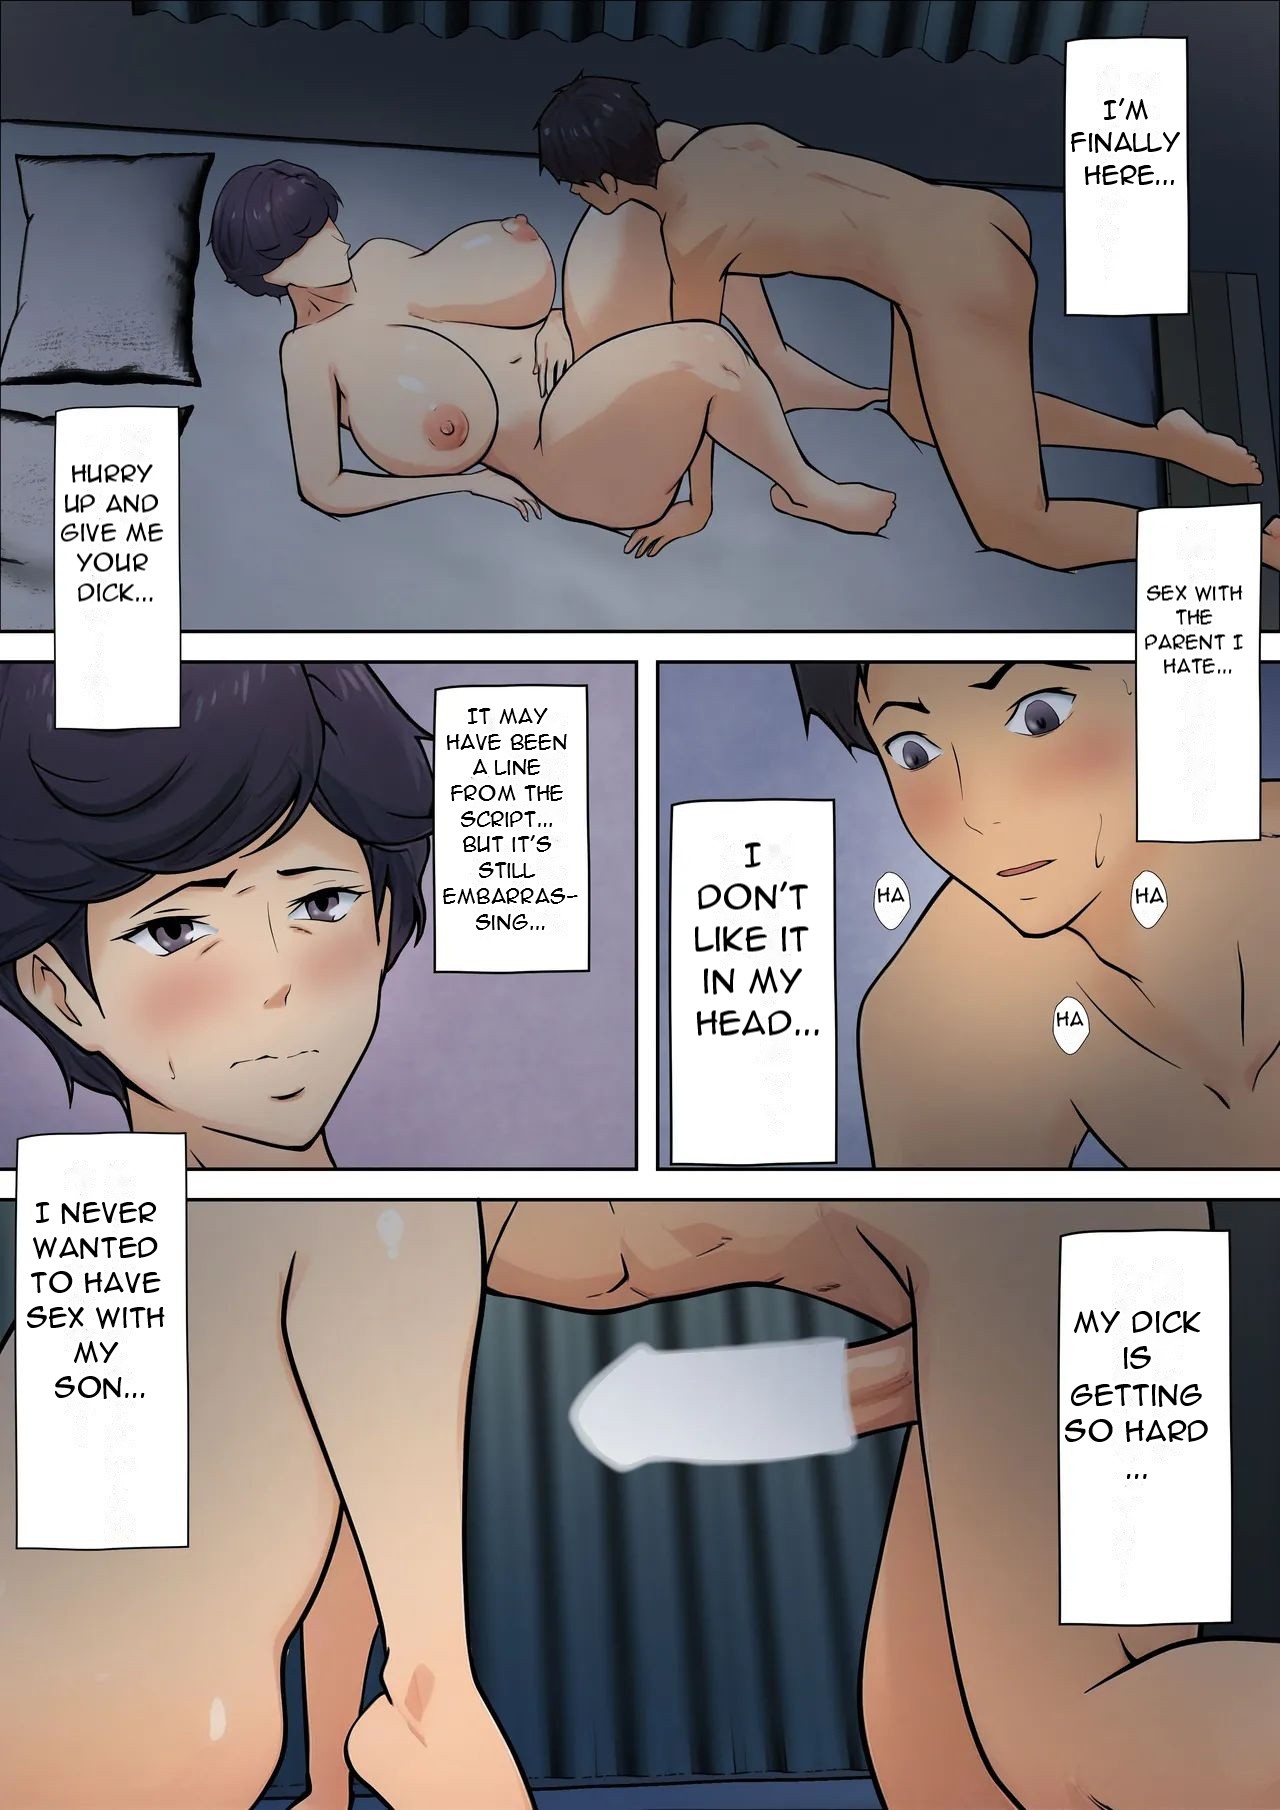 I'M
FINALLY
HERE...
HURRY
UP AND
GIVE ME
YOUR
DICK...
SEX WITH
THE
PARENT I
HATE...
HA
HA
HA
I
DON'T
LIKE IT
IN MY
HEAD...
IT MAY
HAVE BEEN
A LINE
FROM THE
SCRIPT...
BUT IT'S
STILL
EMBARRAS-
SING...
MY DICK
IS
GETTING
SO HARD
...
I NEVER
WANTED
TO HAVE
SEX WITH
MY
SON...